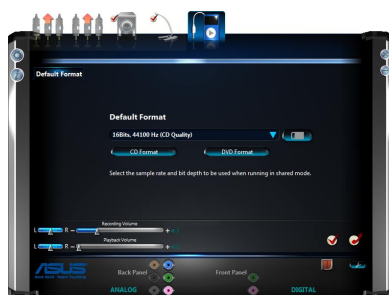 Default Format
Default Format
16Bits, 44100 Hz (CD Quality)
CD Format
DVD Format
Select the sample rate and bit depth to be used when running in shared mode.
Recording Volume
L
R
-
+
Playback Volume
L
R
-
+
ASUS
Back Panel
Front Panel
ANALOG
DIGITAL